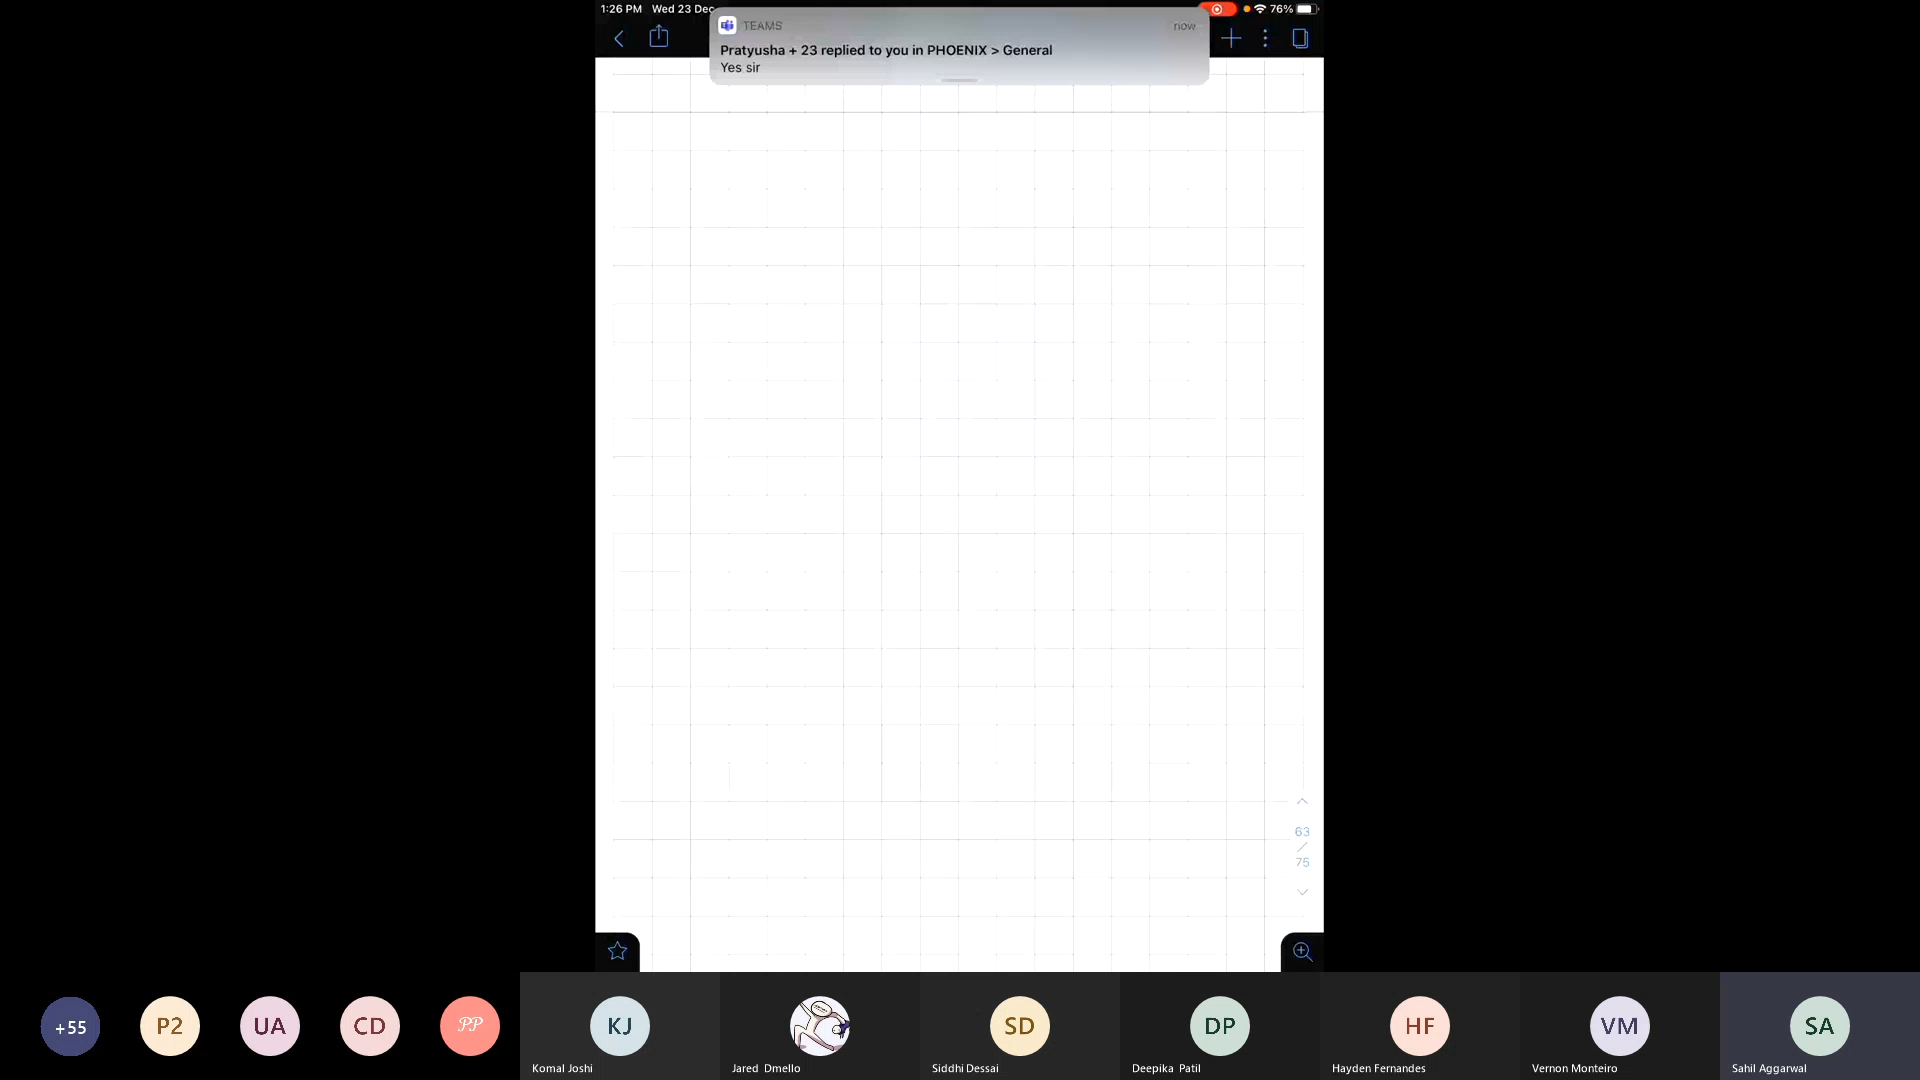 1:26 PM Wed 23 Dec
76%
TEAMS
now
Pratyusha + 23 replied to you in PHOENIX > General
Yes sir
63
/
75
+55
P2
UA
CD
PP
KJ
SD
DP
HF
VM
SA
Komal Joshi
Jared Dmello
Siddhi Dessai
Deepika Patil
Hayden Fernandes
Vernon Monteiro
Sahil Aggarwal